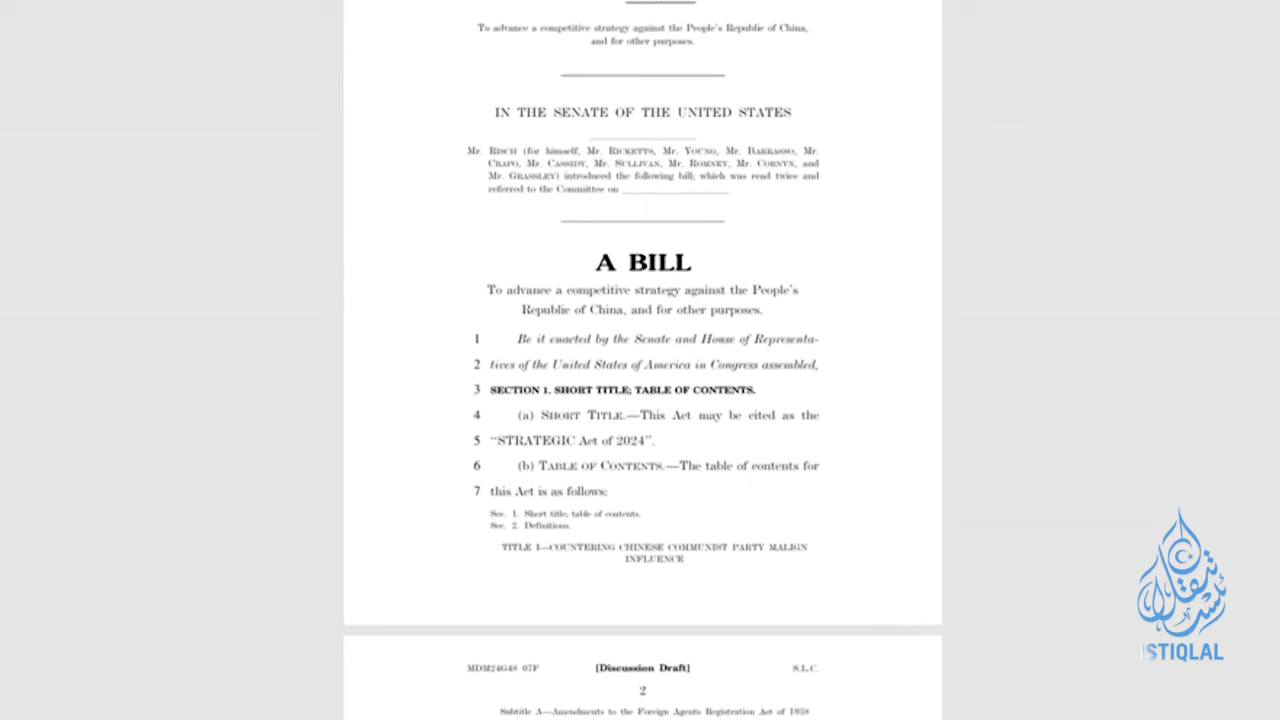 To advance a competitive strategy against the People's Republic of China,
and for other purposes.
IN THE SENATE OF THE UNITED STATES
Mr. RISCH (for himself, Mr. RICKETTS, Mr. YOUNG, Mr. BARRASSO, Mr.
CRAPO, Mr. CASSIDY, Mr. SULLIVAN, Mr. ROMNEY, Mr. CORNYN, and
Mr. GRASSLEY) introduced the following bill; which was read twice and
referred to the Committee on
A BILL
To advance a competitive strategy against the People's
Republic of China, and for other purposes.
1 Be it enacted by the Senate and House of Representa-
2 tives of the United States of America in Congress assembled,
3 SECTION 1. SHORT TITLE; TABLE OF CONTENTS.
4 (a) SHORT TITLE.—This Act may be cited as the
5 “STRATEGIC Act of 2024”.
6 (b) TABLE OF CONTENTS.—The table of contents for
7 this Act is as follows:
Sec. 1. Short title; table of contents.
Sec. 2. Definitions.
TITLE I—COUNTERING CHINESE COMMUNIST PARTY MALIGN
INFLUENCE
MDM24G48 07F [Discussion Draft] S.L.C.
2
Subtitle A—Amendments to the Foreign Agents Registration Act of 1938
ئىستىقلال
ISTIQLAL